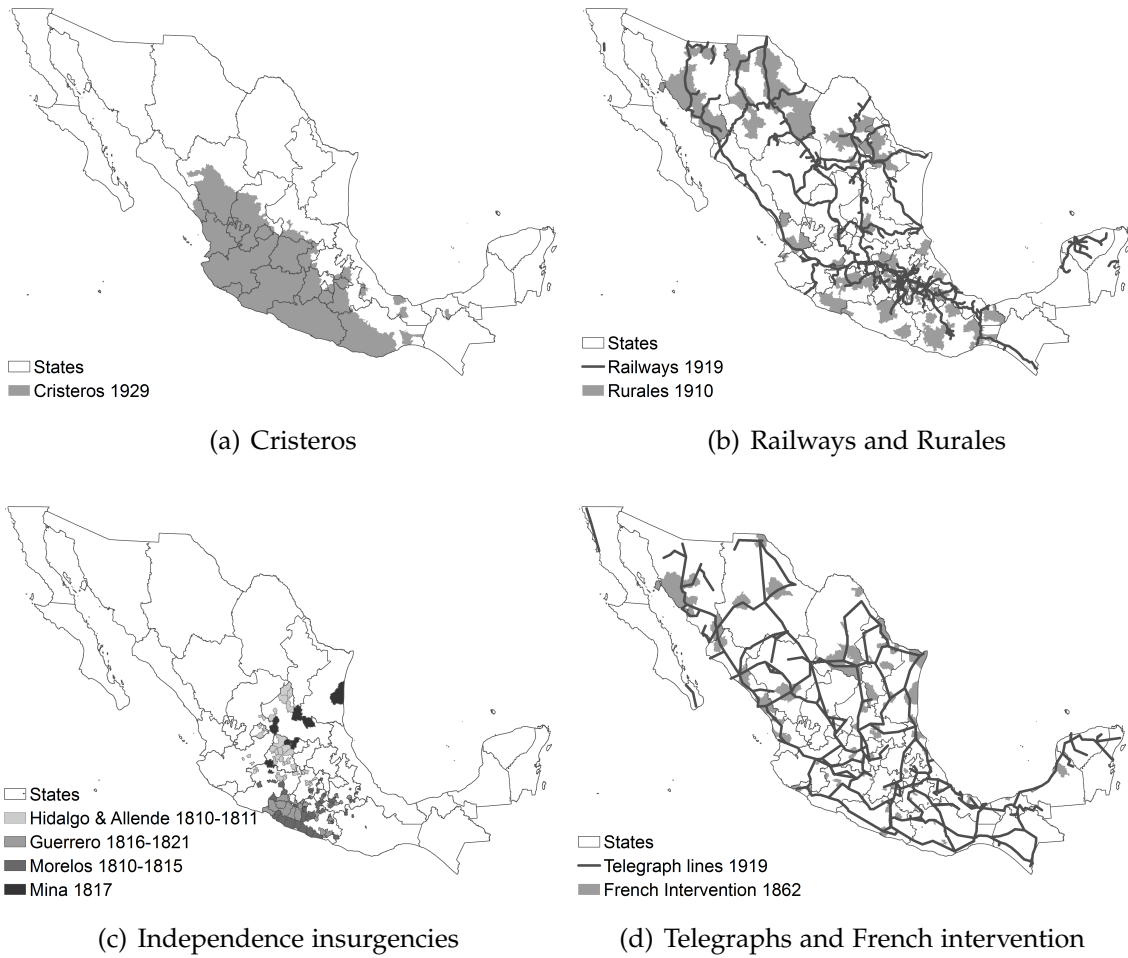 States
Cristeros 1929
(a) Cristeros
States
Railways 1919
Rurales 1910
(b) Railways and Rurales
States
Hidalgo & Allende 1810-1811
Guerrero 1816-1821
Morelos 1810-1815
Mina 1817
(c) Independence insurgencies
States
Telegraph lines 1919
French Intervention 1862
(d) Telegraphs and French intervention